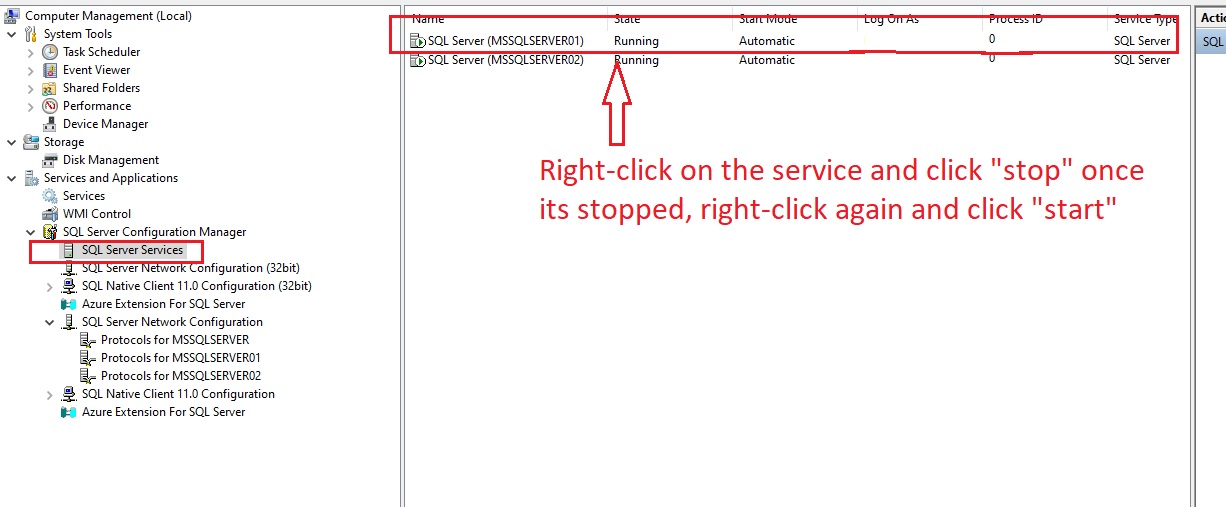 Computer Management (Local)
System Tools
Task Scheduler
Event Viewer
Shared Folders
Performance
Device Manager
Storage
Disk Management
Services and Applications
Services
WMI Control
SQL Server Configuration Manager
SQL Server Services
SQL Server Network Configuration (32bit)
SQL Native Client 11.0 Configuration (32bit)
Azure Extension For SQL Server
SQL Server Network Configuration
Protocols for MSSQLSERVER
Protocols for MSSQLSERVER01
Protocols for MSSQLSERVER02
SQL Native Client 11.0 Configuration
Azure Extension For SQL Server
Name State Start Mode Log On As Process ID Service Type
SQL Server (MSSQLSERVER01) Running Automatic 0 SQL Server
SQL Server (MSSQLSERVER02) Running Automatic 0 SQL Server
Right-click on the service and click "stop" once
its stopped, right-click again and click "start"
Actio
SQL